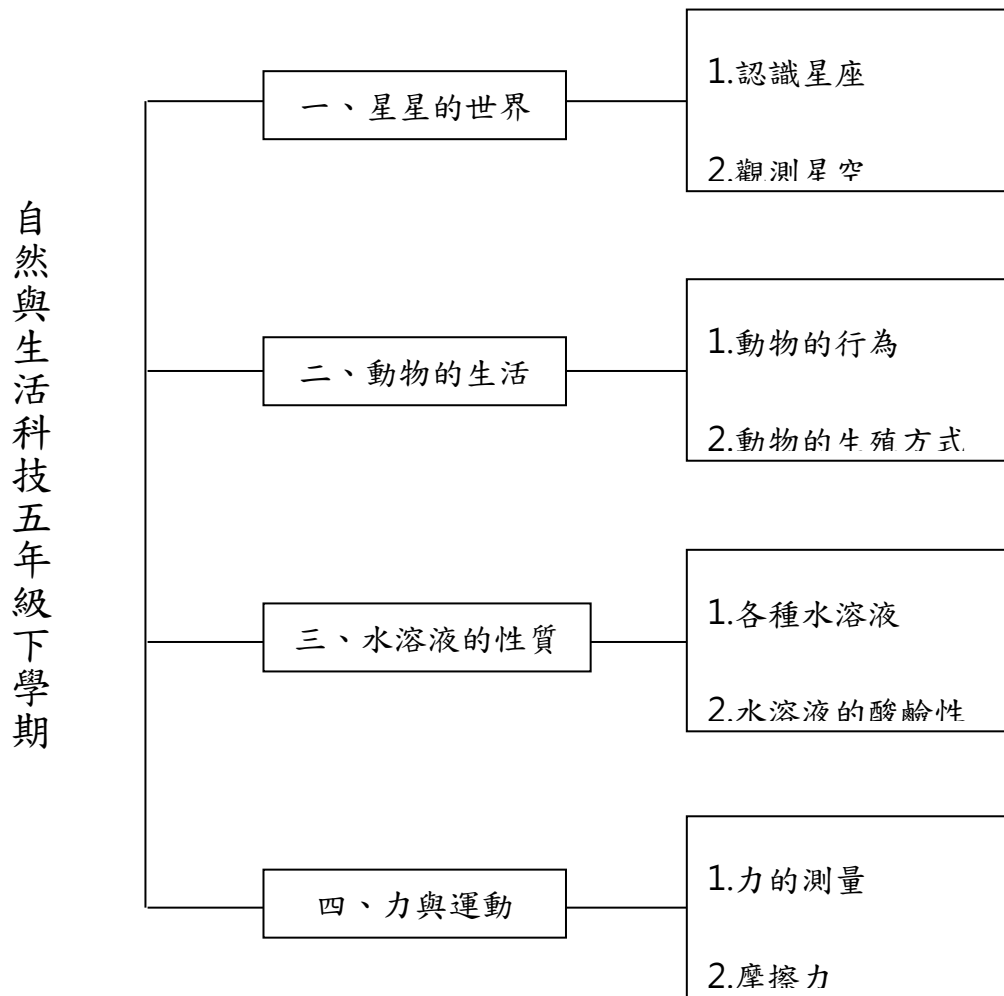 自然與生活科技五年級下學期
一、星星的世界
1.認識星座
2.觀測星空
二、動物的生活
1.動物的行為
2.動物的生殖方式
三、水溶液的性質
1.各種水溶液
2.水溶液的酸鹼性
四、力與運動
1.力的測量
2.摩擦力